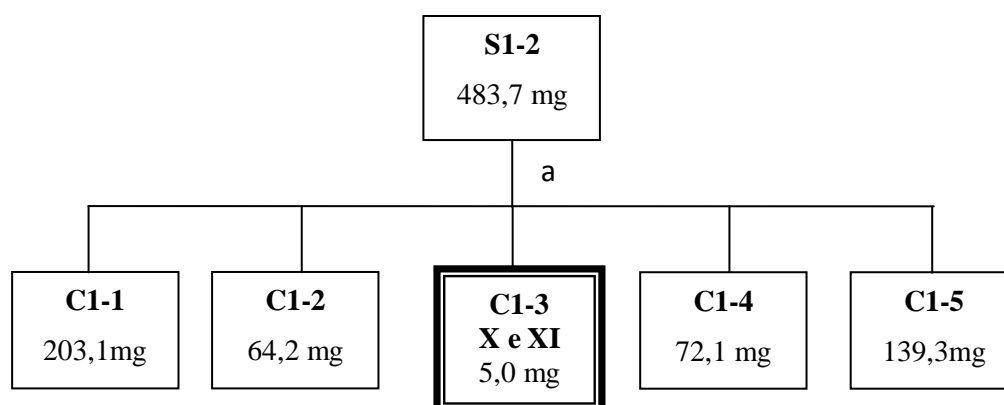 S1-2
483,7 mg
a
C1-1
203,1mg
C1-2
64,2 mg
C1-3
X e XI
5,0 mg
C1-4
72,1 mg
C1-5
139,3mg